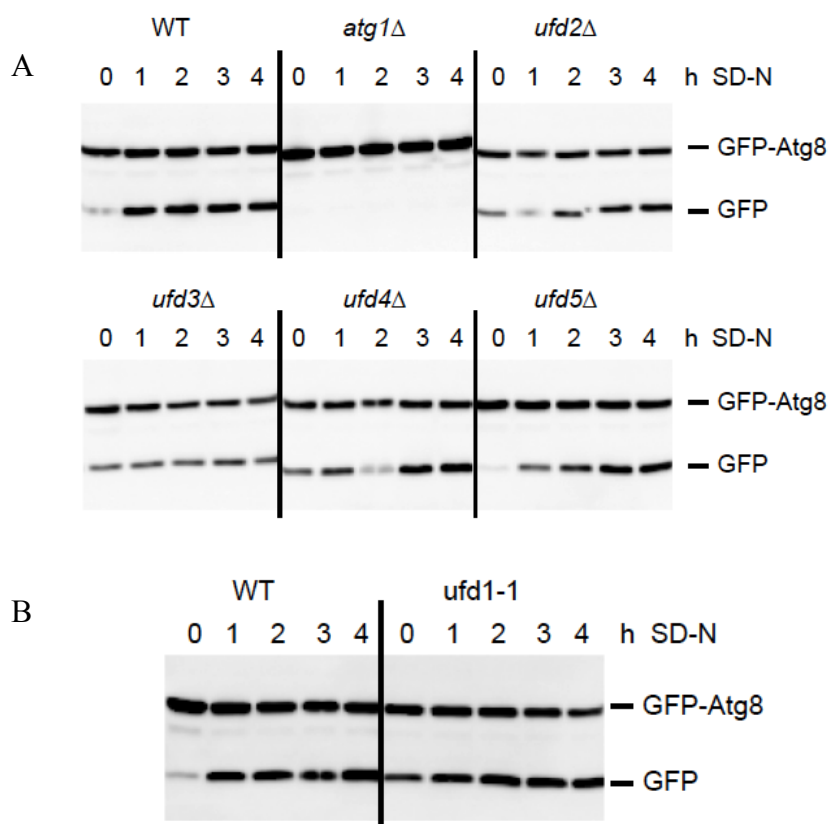 WT atg1Δ ufd2Δ
A
0 1 2 3 4 0 1 2 3 4 0 1 2 3 4 h SD-N
GFP-Atg8
GFP
ufd3Δ ufd4Δ ufd5Δ
0 1 2 3 4 0 1 2 3 4 0 1 2 3 4 h SD-N
GFP-Atg8
GFP
B
WT ufd1-1
0 1 2 3 4 0 1 2 3 4 h SD-N
GFP-Atg8
GFP